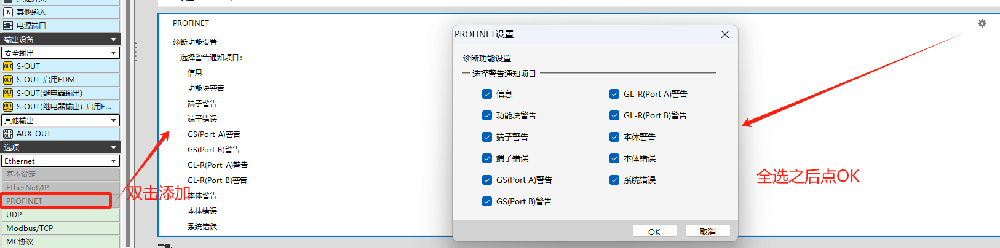 其他输入
电源端口
输出设备
安全输出
S-OUT
S-OUT 启用EDM
S-OUT(继电器输出)
S-OUT(继电器输出) 启用E...
其他输出
AUX-OUT
选项
Ethernet
基本设定
EtherNet/IP
PROFINET
UDP
Modbus/TCP
MC协议
双击添加
PROFINET
诊断功能设置
选择警告通知项目:
信息
功能块警告
端子警告
端子错误
GS(Port A)警告
GS(Port B)警告
GL-R(Port A)警告
GL-R(Port B)警告
本体警告
本体错误
系统错误
PROFINET设置
诊断功能设置
选择警告通知项目
信息
GL-R(Port A)警告
功能块警告
GL-R(Port B)警告
端子警告
本体警告
端子错误
本体错误
GS(Port A)警告
系统错误
GS(Port B)警告
OK
取消
全选之后点OK